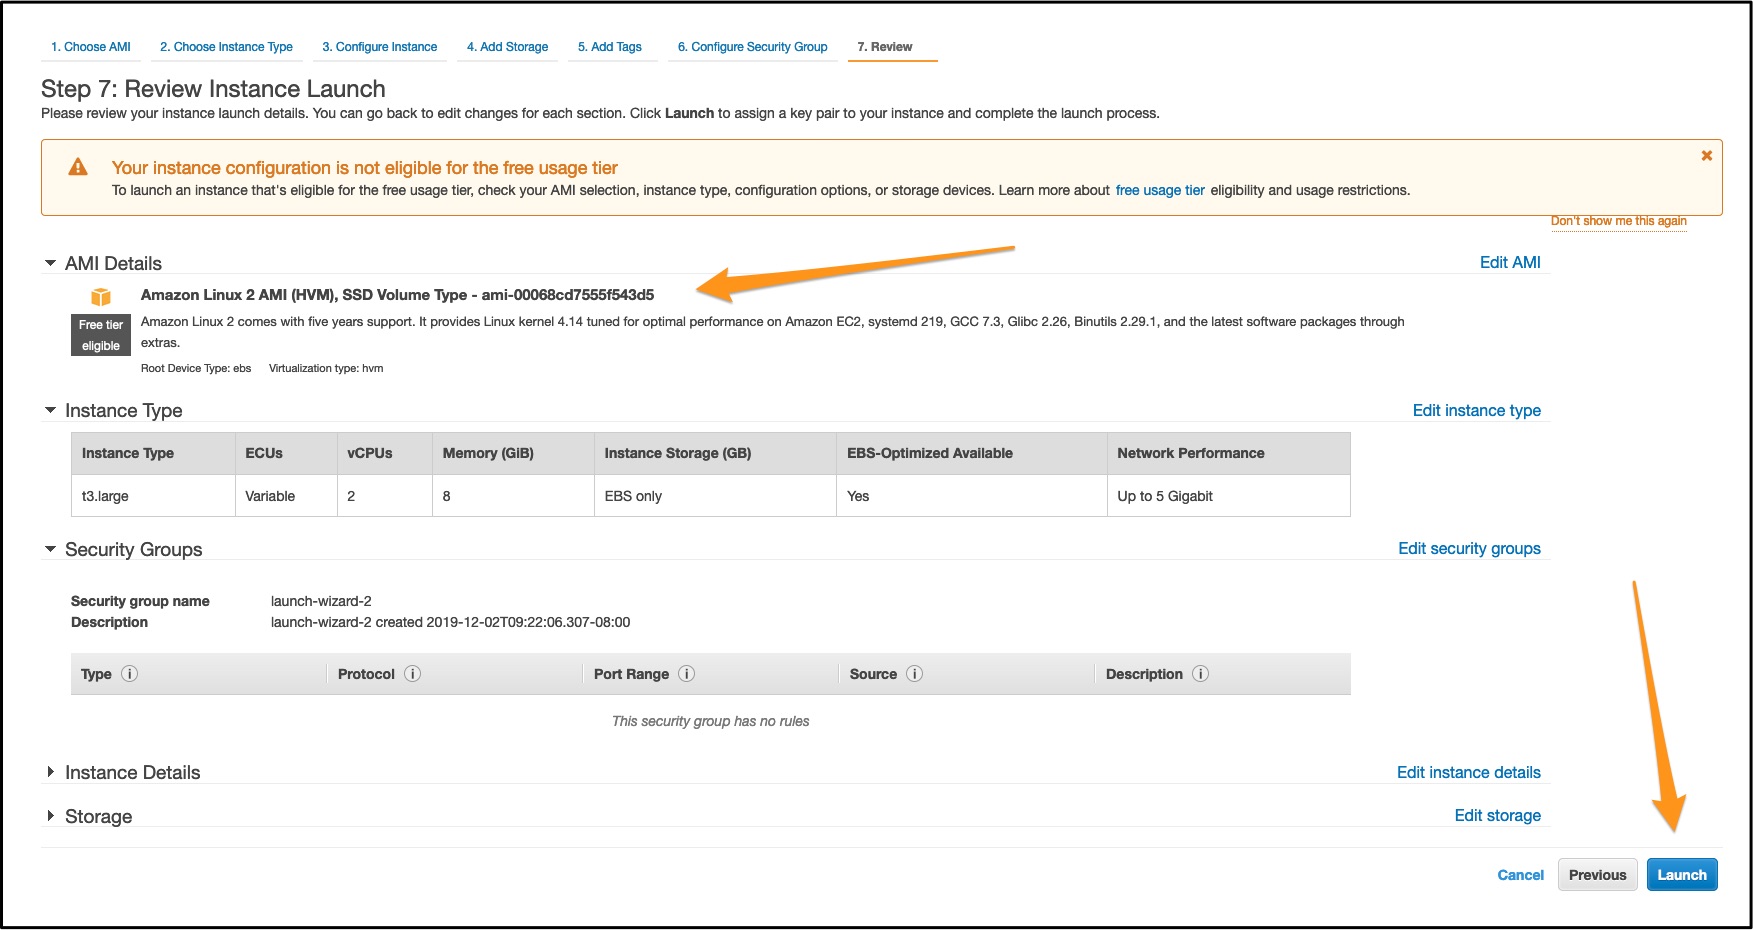 1. Choose AMI 2. Choose Instance Type 3. Configure Instance 4. Add Storage 5. Add Tags 6. Configure Security Group 7. Review
Step 7: Review Instance Launch
Please review your instance launch details. You can go back to edit changes for each section. Click Launch to assign a key pair to your instance and complete the launch process.
Your instance configuration is not eligible for the free usage tier
To launch an instance that's eligible for the free usage tier, check your AMI selection, instance type, configuration options, or storage devices. Learn more about free usage tier eligibility and usage restrictions.
Don't show me this again
AMI Details Edit AMI
Amazon Linux 2 AMI (HVM), SSD Volume Type - ami-00068cd7555f543d5
Free tier eligible
Amazon Linux 2 comes with five years support. It provides Linux kernel 4.14 tuned for optimal performance on Amazon EC2, systemd 219, GCC 7.3, Glibc 2.26, Binutils 2.29.1, and the latest software packages through
extras.
Root Device Type: ebs Virtualization type: hvm
Instance Type Edit instance type
Instance Type ECUs vCPUs Memory (GiB) Instance Storage (GB) EBS-Optimized Available Network Performance
t3.large Variable 2 8 EBS only Yes Up to 5 Gigabit
Security Groups Edit security groups
Security group name launch-wizard-2
Description launch-wizard-2 created 2019-12-02T09:22:06.307-08:00
Type Protocol Port Range Source Description
This security group has no rules
Instance Details Edit instance details
Storage Edit storage
Cancel Previous Launch